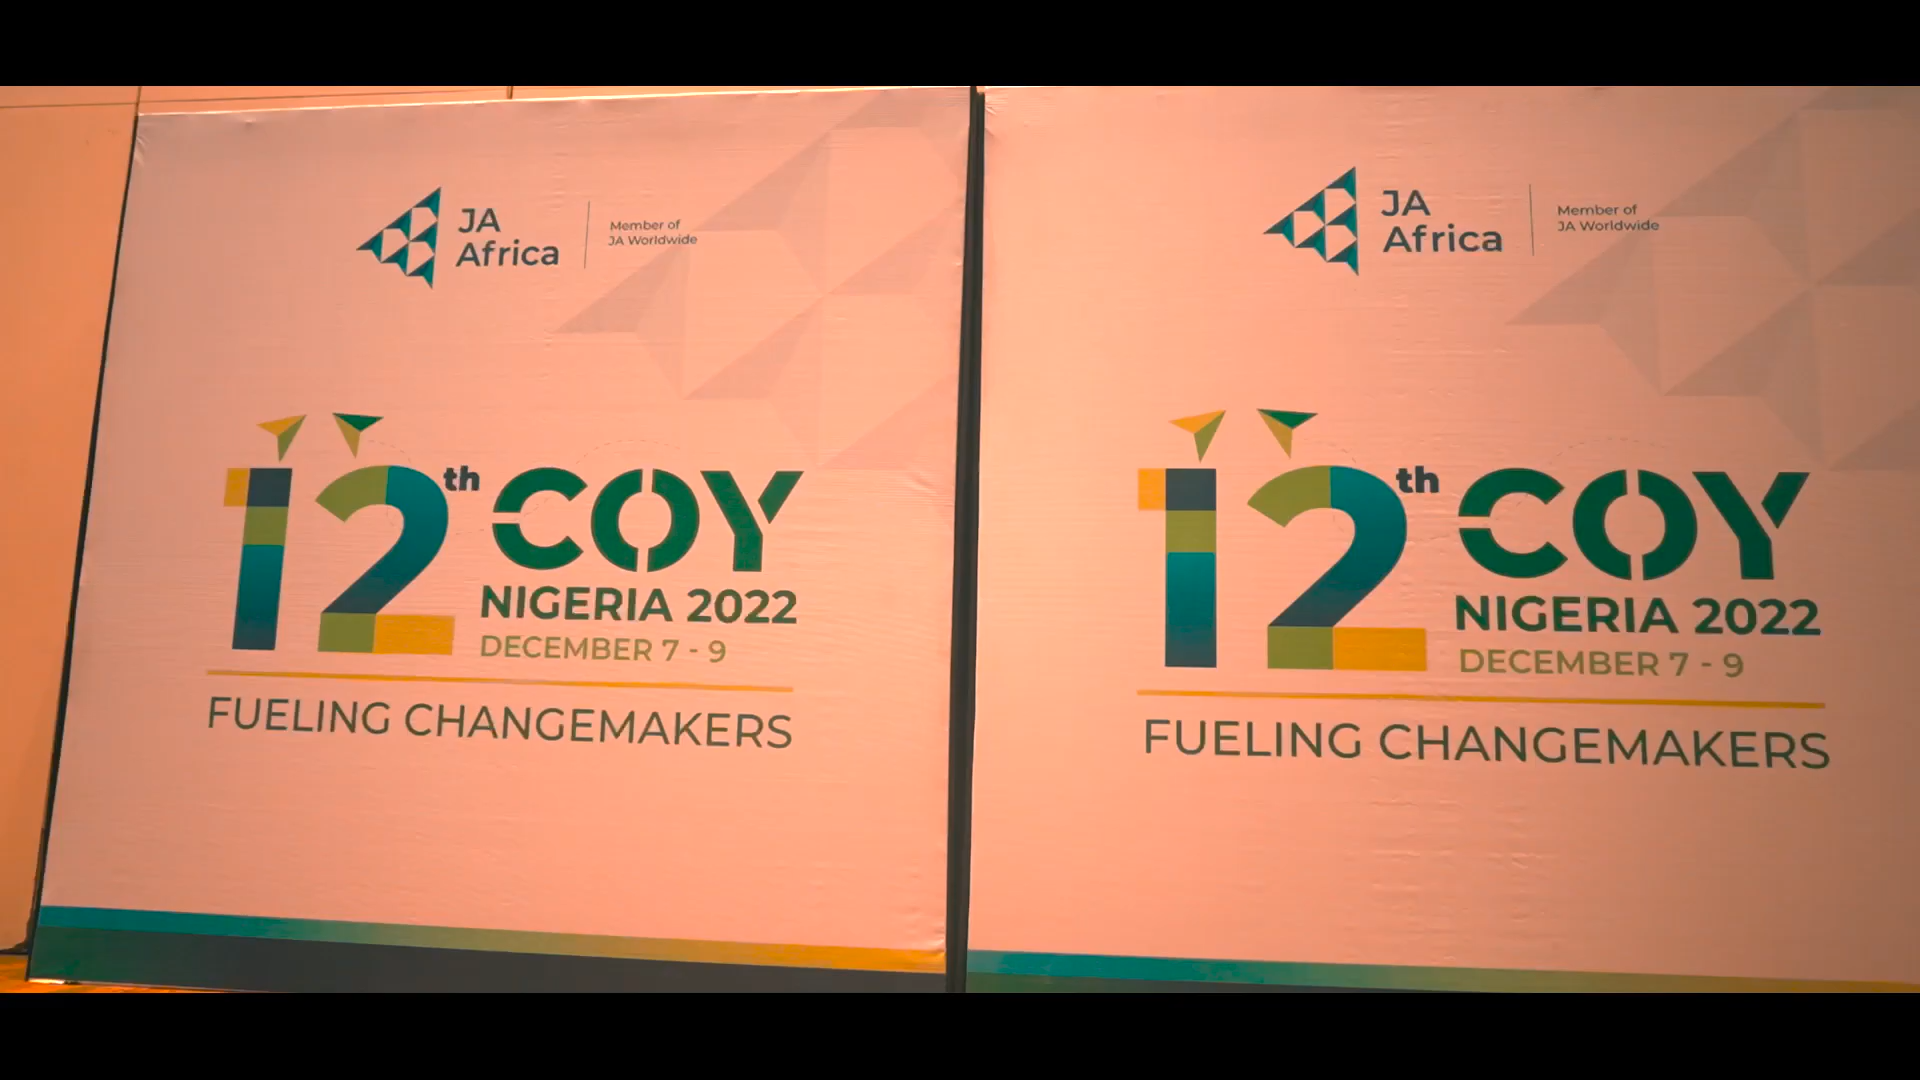 JA
Africa
Member of
JA Worldwide
12th COY
NIGERIA 2022
DECEMBER 7 - 9
FUELING CHANGEMAKERS
JA
Africa
Member of
JA Worldwide
12th COY
NIGERIA 2022
DECEMBER 7 - 9
FUELING CHANGEMAKERS